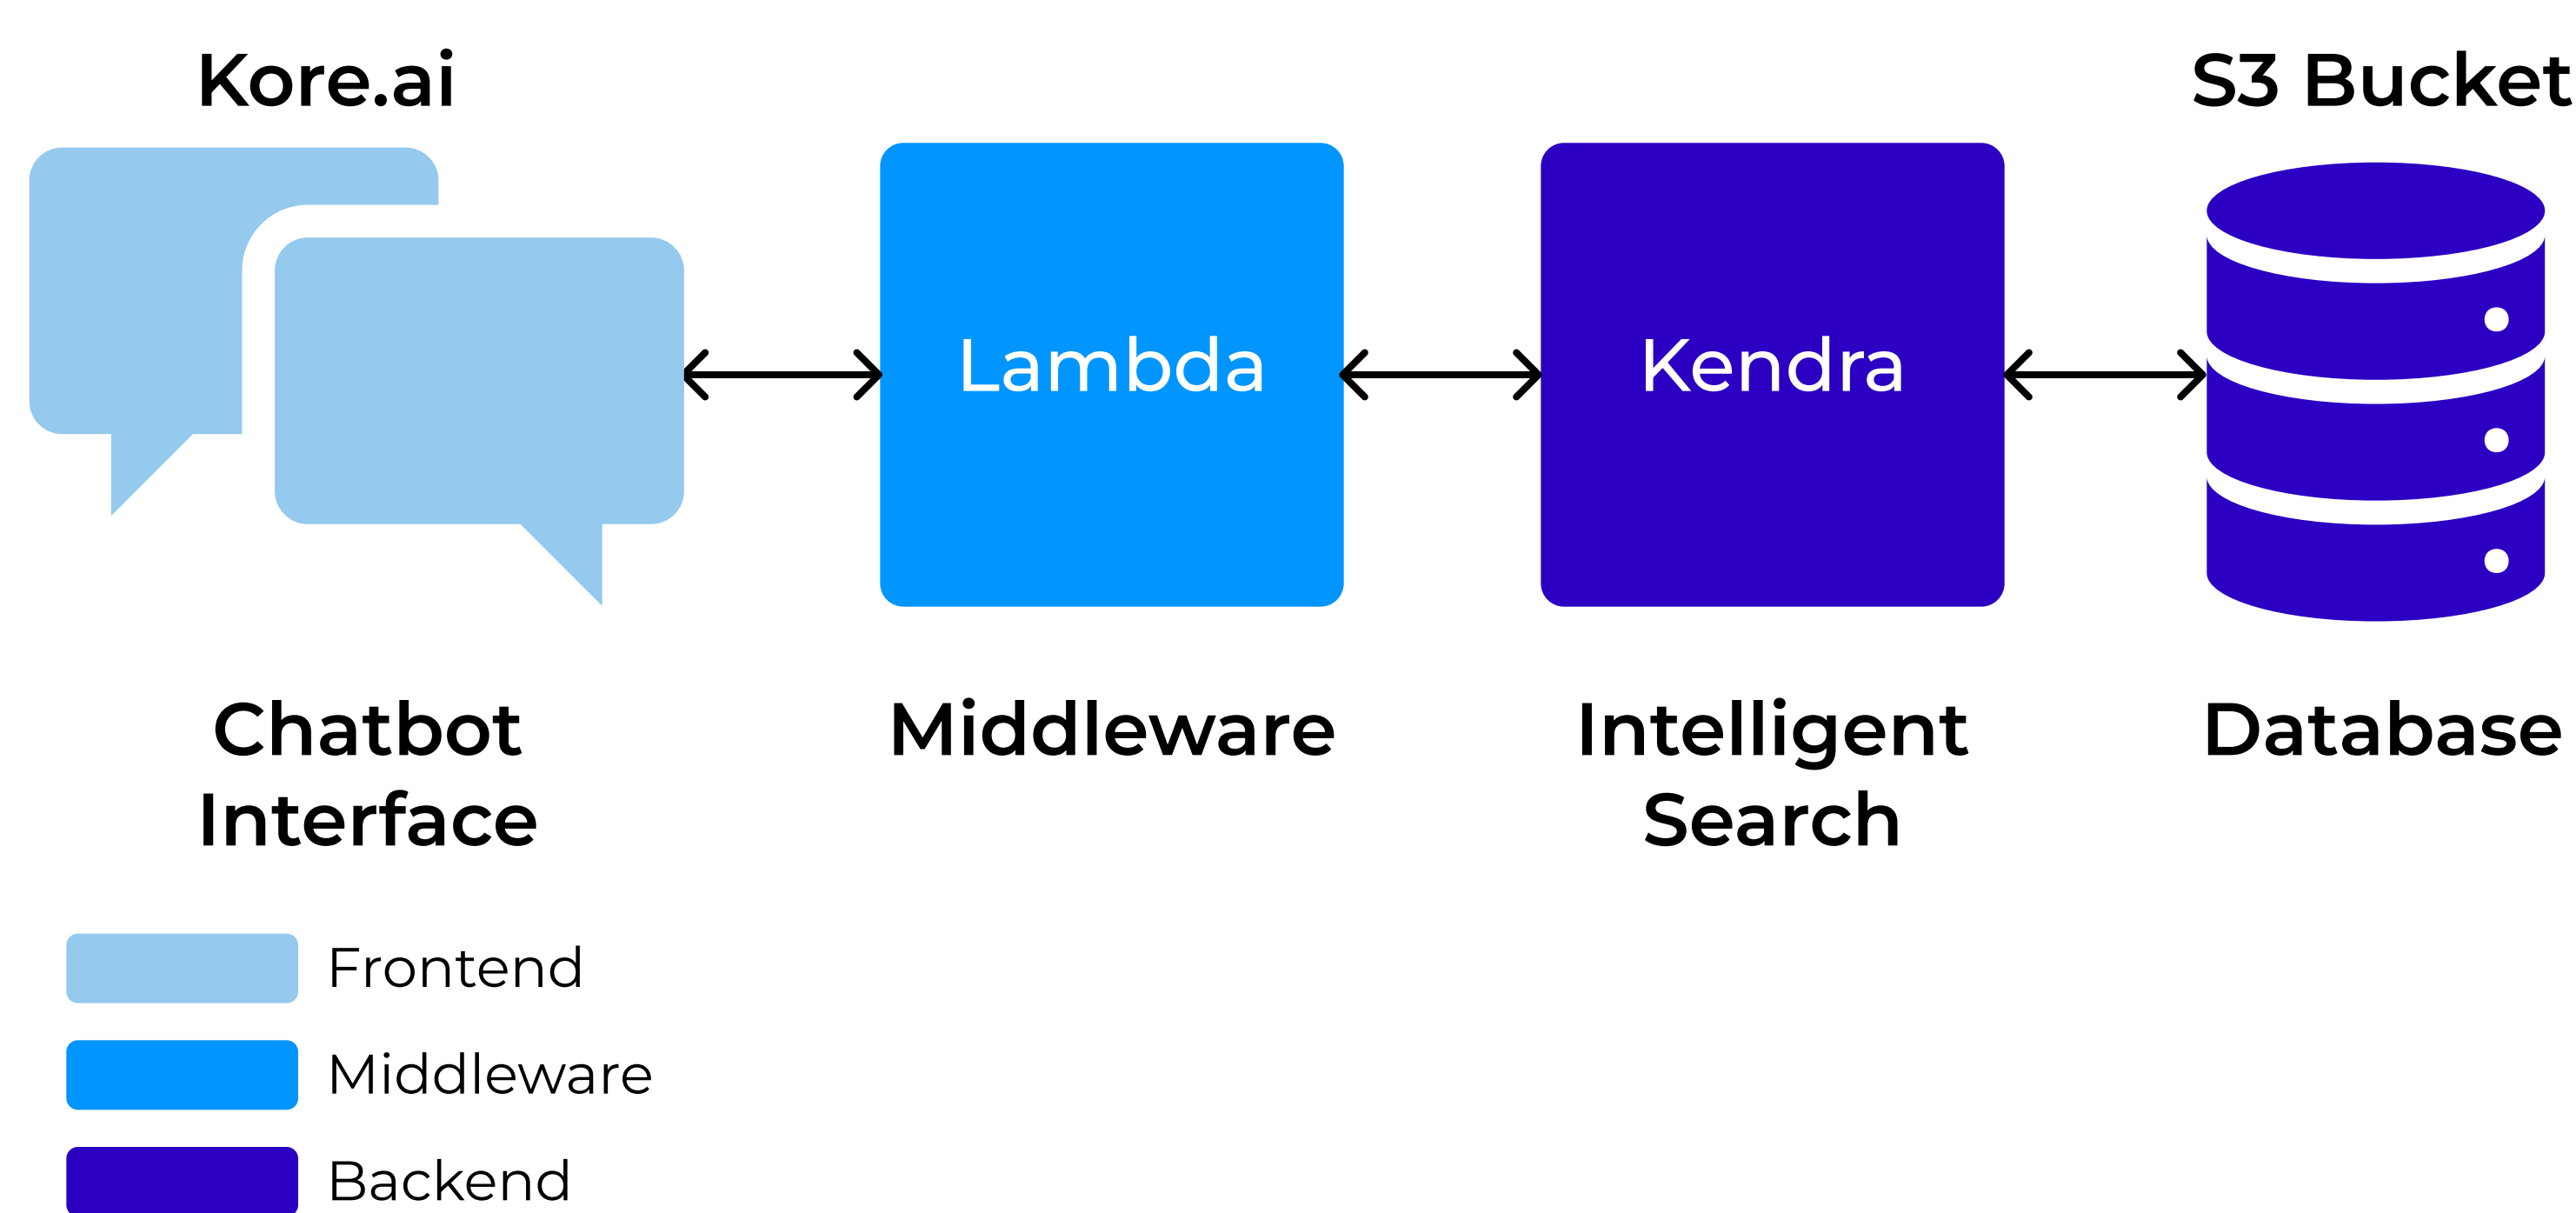 Kore.ai
S3 Bucket
Lambda
Kendra
Chatbot
Interface
Middleware
Intelligent
Search
Database
Frontend
Middleware
Backend